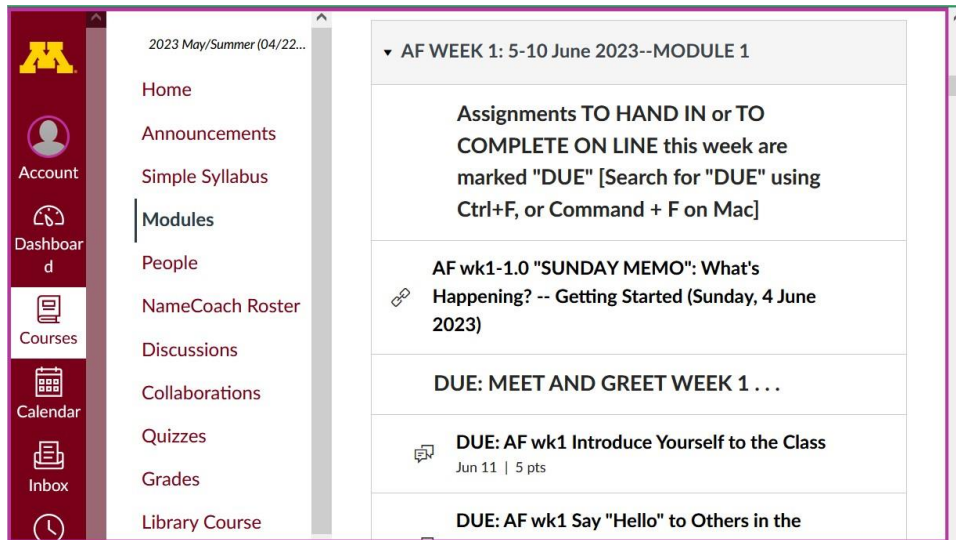 M
Account
Dashboar
d
Courses
Calendar
Inbox
2023 May/Summer (04/22...
Home
Announcements
Simple Syllabus
Modules
People
NameCoach Roster
Discussions
Collaborations
Quizzes
Grades
Library Course
AF WEEK 1: 5-10 June 2023--MODULE 1
Assignments TO HAND IN or TO
COMPLETE ON LINE this week are
marked "DUE" [Search for "DUE" using
Ctrl+F, or Command + F on Mac]
AF wk1-1.0 "SUNDAY MEMO": What's
Happening? -- Getting Started (Sunday, 4 June
2023)
DUE: MEET AND GREET WEEK 1 . . .
DUE: AF wk1 Introduce Yourself to the Class
Jun 11 | 5 pts
DUE: AF wk1 Say "Hello" to Others in the